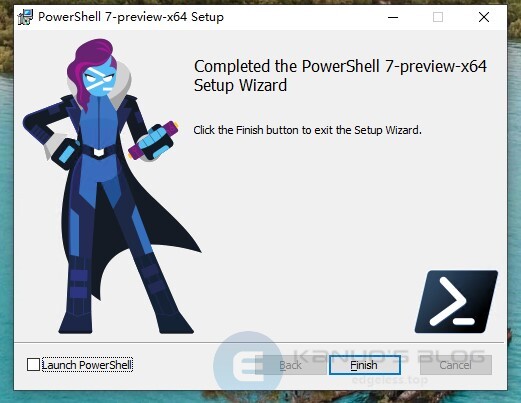 PowerShell 7-preview-x64 Setup
Completed the PowerShell 7-preview-x64
Setup Wizard
Click the Finish button to exit the Setup Wizard.
Launch PowerShell
Back
Finish
Cancel
E
KANUO'S BLOG
edgeless.top